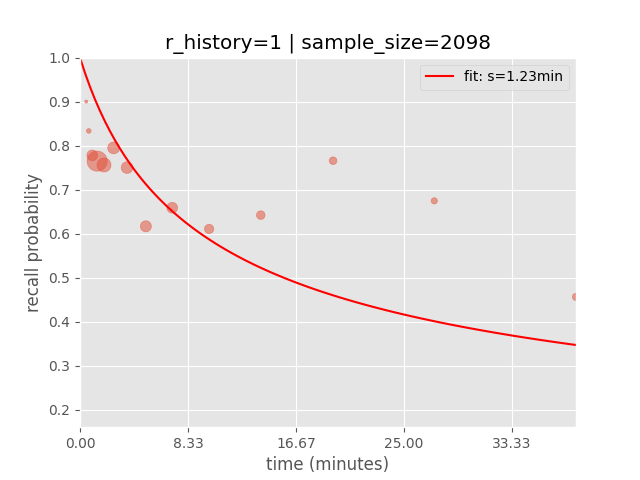 r_history=1 | sample_size=2098
fit: s=1.23min
1.0
0.9
0.8
0.7
0.6
0.5
0.4
0.3
0.2
recall probability
0.00 8.33 16.67 25.00 33.33
time (minutes)